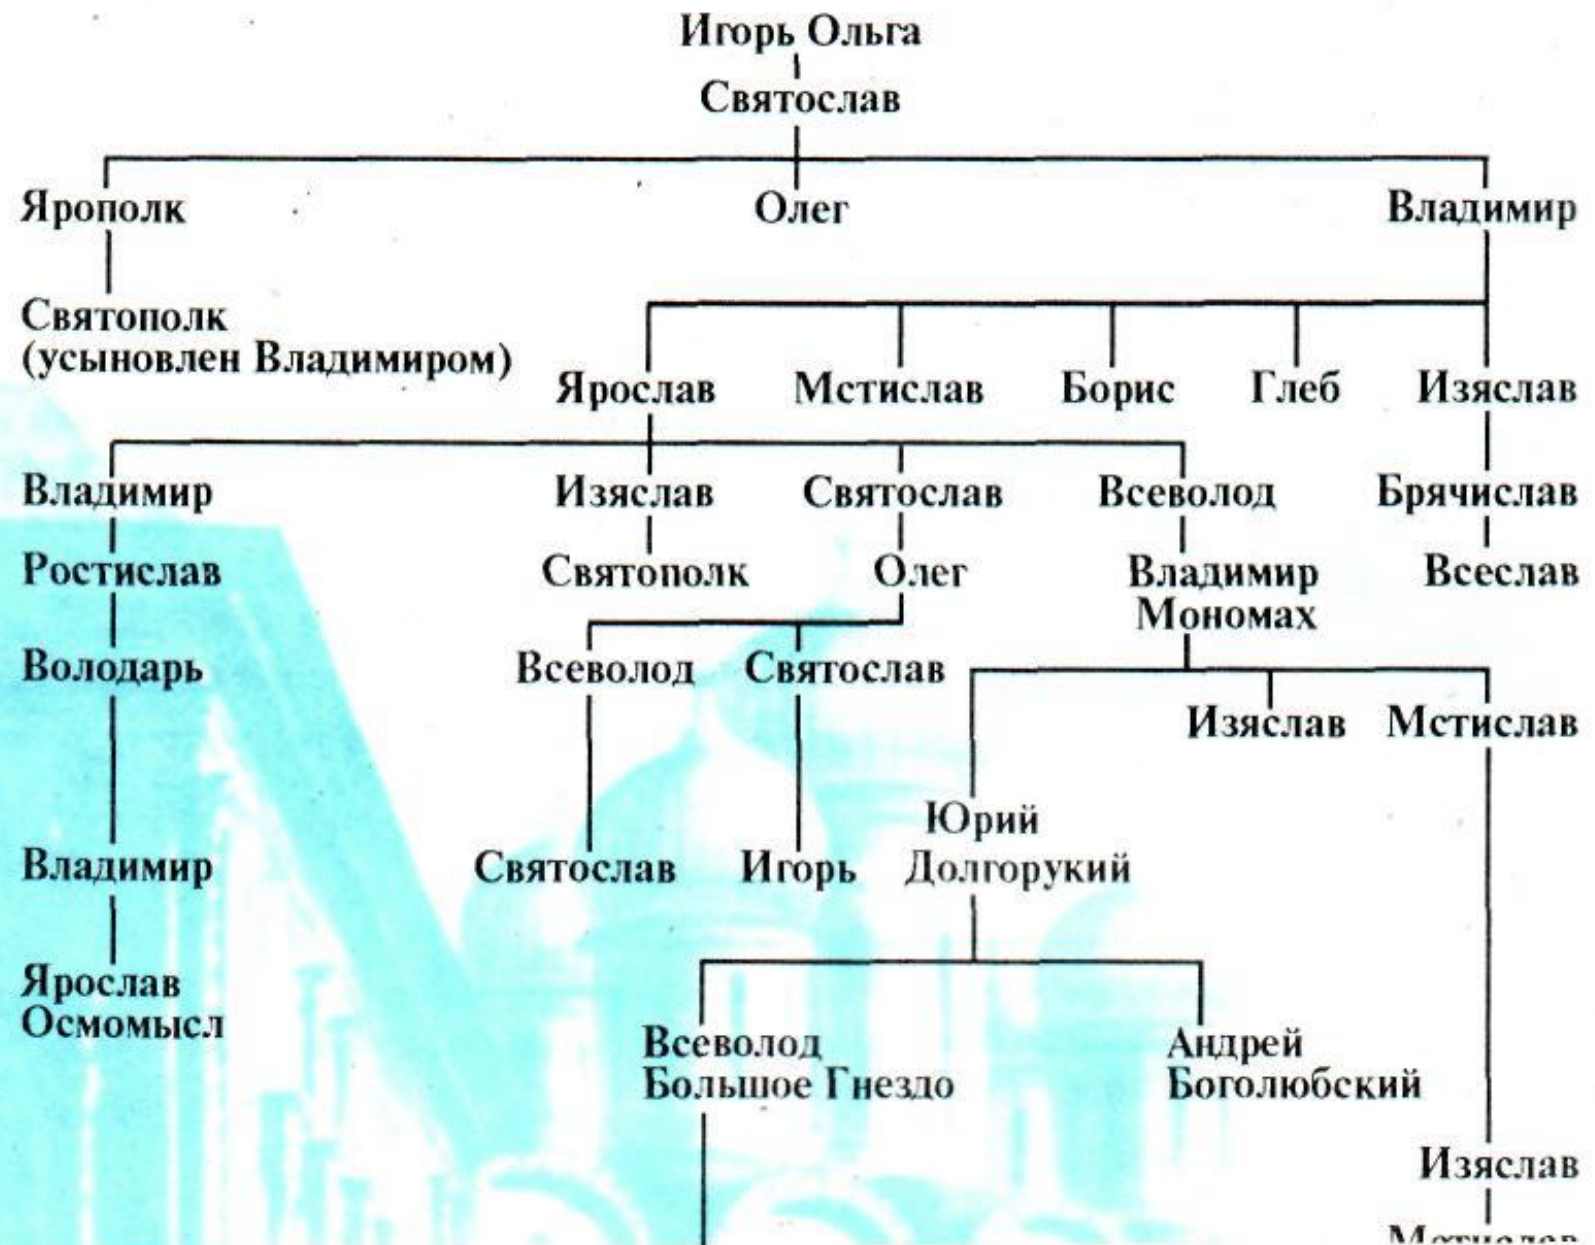 Игорь Ольга
Святослав
Ярополк Олег Владимир
Святополк
(усыновлен Владимиром)
Ярослав Мстислав Борис Глеб Изяслав
Владимир Изяслав Святослав Всеволод Брячислав
Ростислав Святополк Олег Владимир Всеслав
Мономах
Володарь Всеволод Святослав
Изяслав Мстислав
Юрий
Владимир Святослав Игорь Долгорукий
Ярослав
Осмомысл
Всеволод Андрей
Большое Гнездо Боголюбский
Изяслав